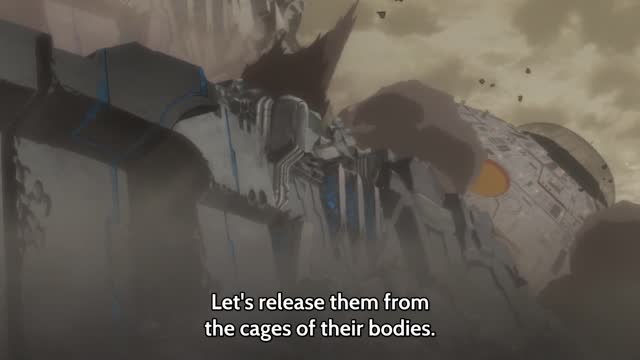 Let's release them from
the cages of their bodies.